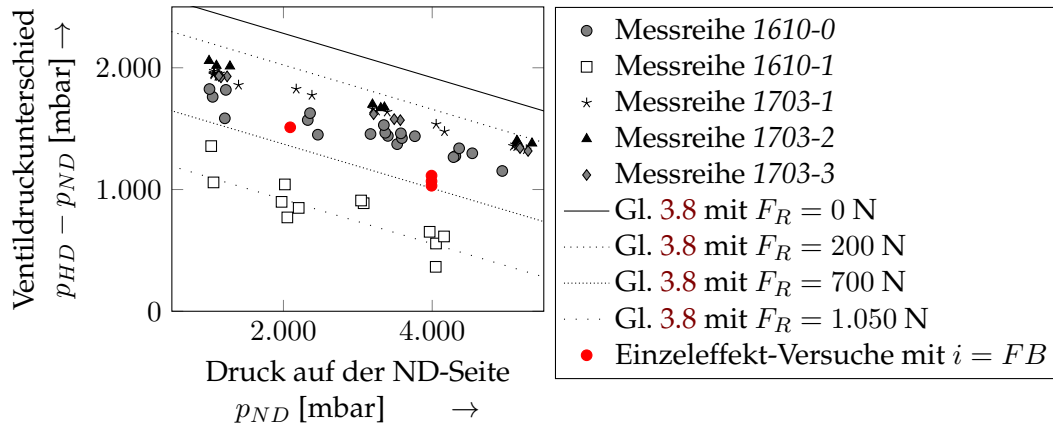 Ventildruckunterschied
p_HD − p_ND [mbar] →
2.000
1.000
0
2.000 4.000
Druck auf der ND-Seite
p_ND [mbar] →
Messreihe 1610-0
Messreihe 1610-1
Messreihe 1703-1
Messreihe 1703-2
Messreihe 1703-3
Gl. 3.8 mit F_R = 0 N
Gl. 3.8 mit F_R = 200 N
Gl. 3.8 mit F_R = 700 N
Gl. 3.8 mit F_R = 1.050 N
Einzeleffekt-Versuche mit i = FB